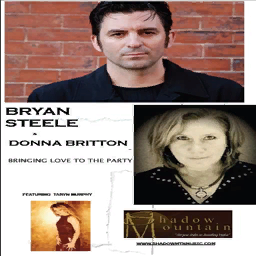 BRYAN
STEELE
&
DONNA BRITTON
BRINGING LOVE TO THE PARTY
FEATURING TARYN MURPHY
Shadow
Mountain
WWW.SHADOWMTNMUSIC.COM